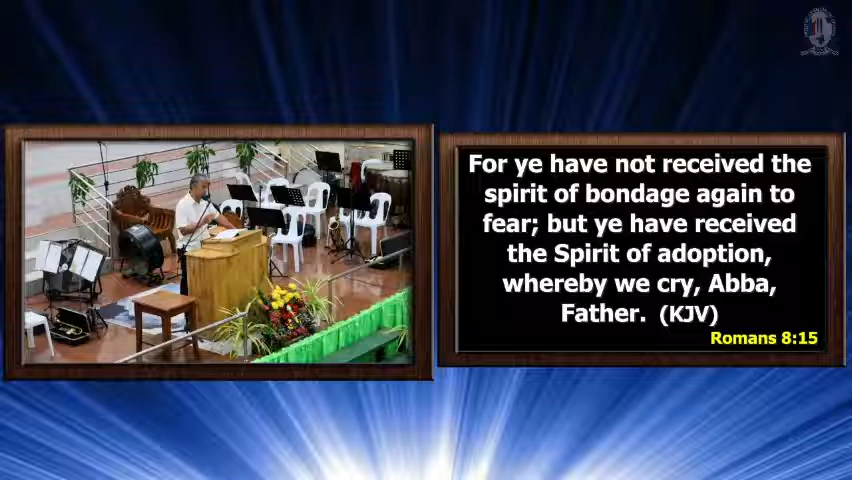 For ye have not received the
spirit of bondage again to
fear; but ye have received
the Spirit of adoption,
whereby we cry, Abba,
Father. (KJV)
Romans 8:15